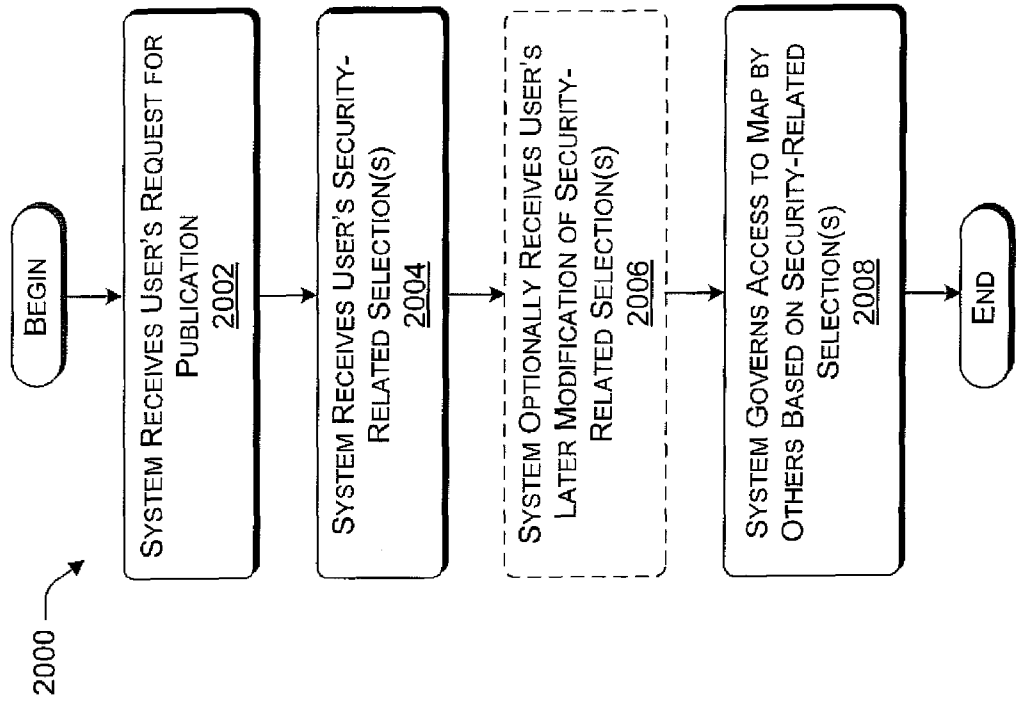 2000
BEGIN
SYSTEM RECEIVES USER'S REQUEST FOR
PUBLICATION
2002
SYSTEM RECEIVES USER'S SECURITY-
RELATED SELECTION(S)
2004
SYSTEM OPTIONALLY RECEIVES USER'S
LATER MODIFICATION OF SECURITY-
RELATED SELECTION(S)
2006
SYSTEM GOVERNS ACCESS TO MAP BY
OTHERS BASED ON SECURITY-RELATED
SELECTION(S)
2008
END